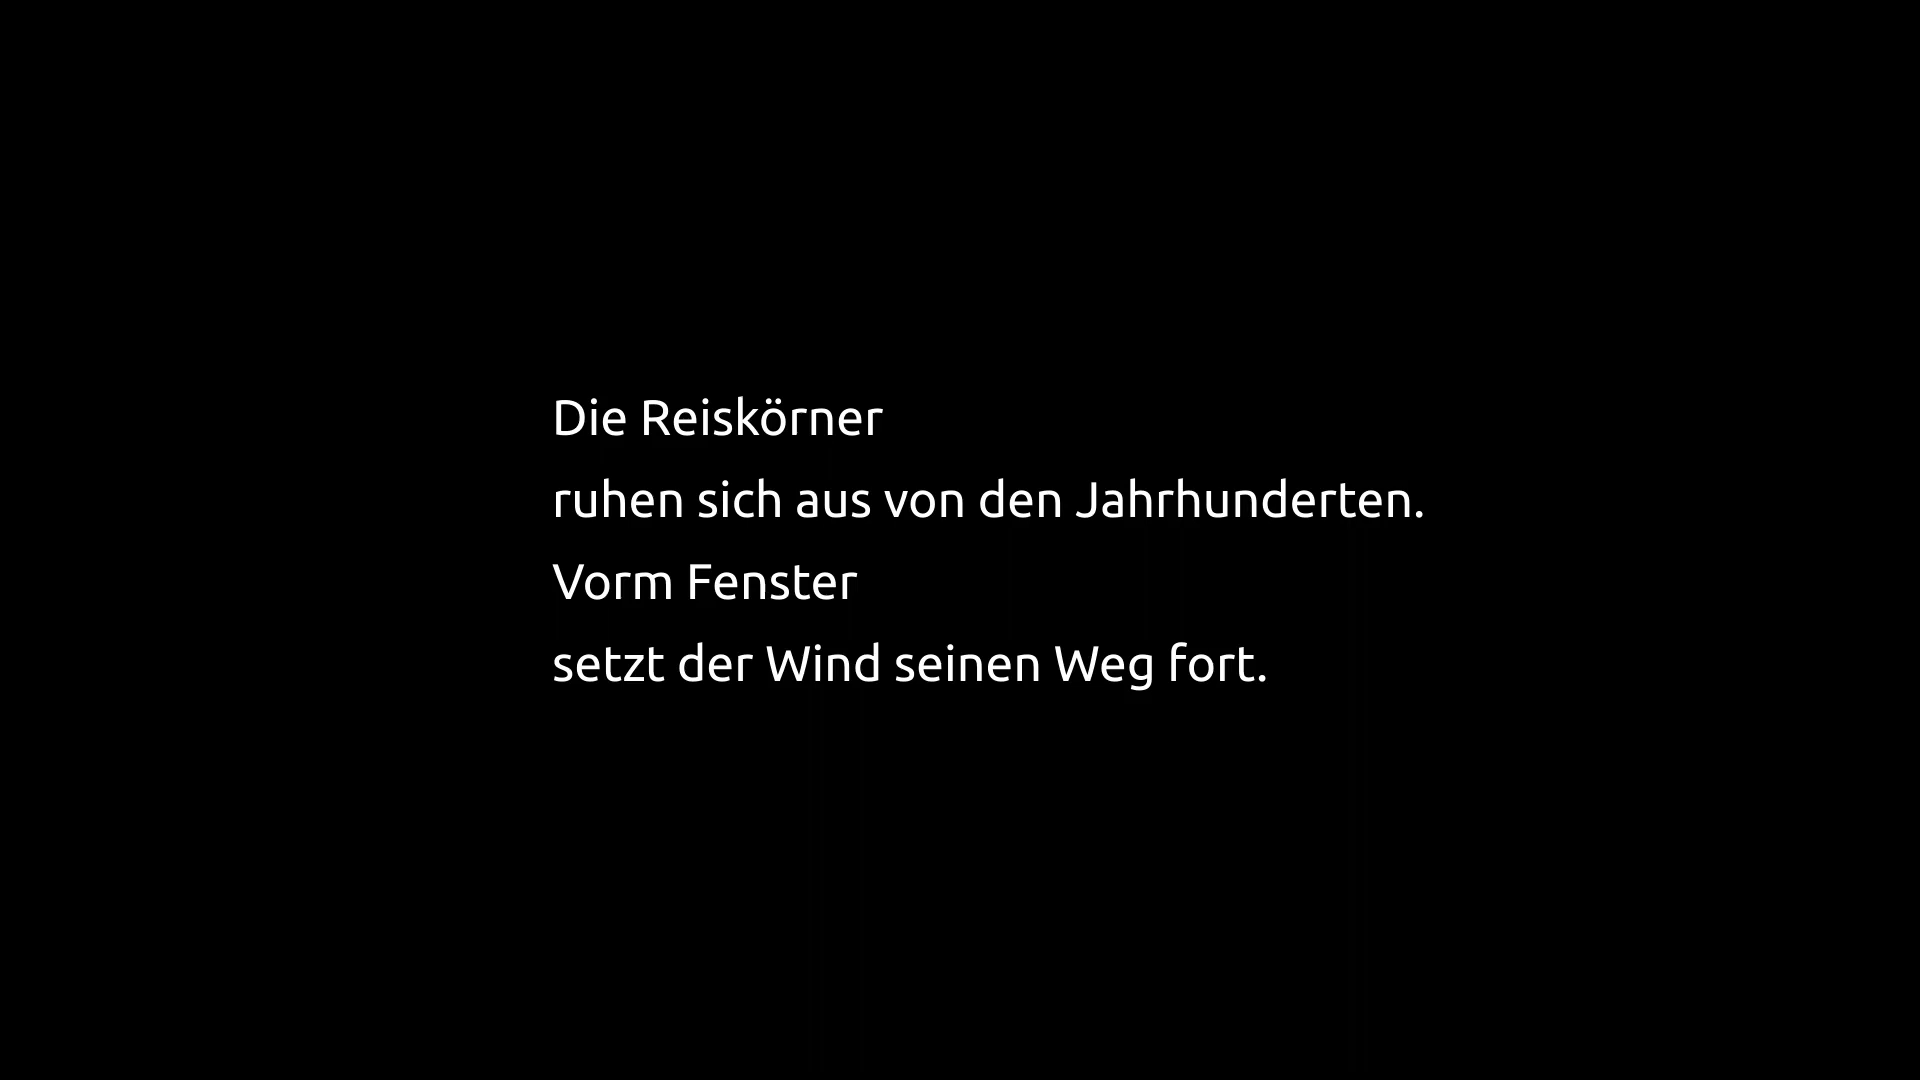 Die Reiskörner
ruhen sich aus von den Jahrhunderten.
Vorm Fenster
setzt der Wind seinen Weg fort.